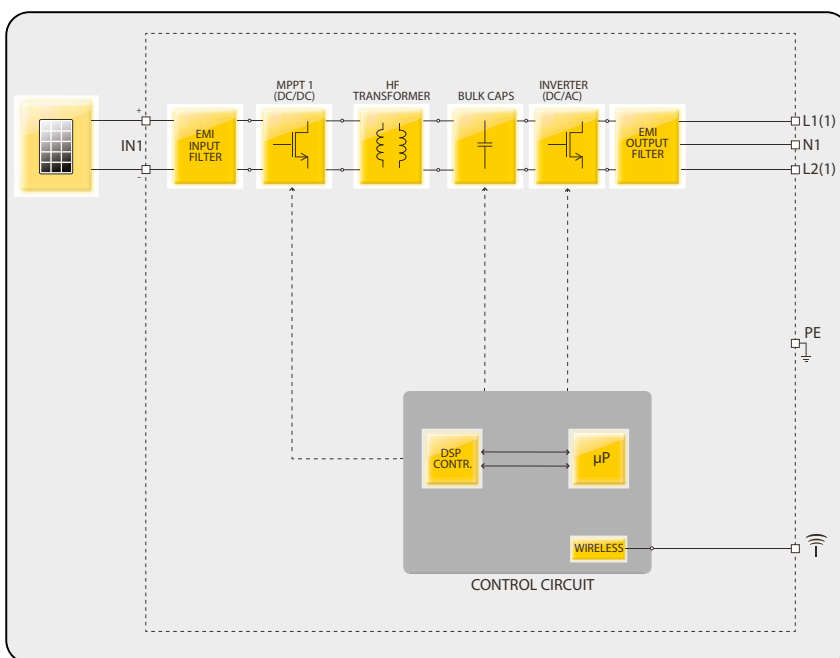 MPPT 1
(DC/DC)
HF
TRANSFORMER
BULK CAPS
INVERTER
(DC/AC)
+
IN1
–
EMI
INPUT
FILTER
EMI
OUTPUT
FILTER
L1(1)
N1
L2(1)
PE
DSP
CONTR.
µP
WIRELESS
CONTROL CIRCUIT